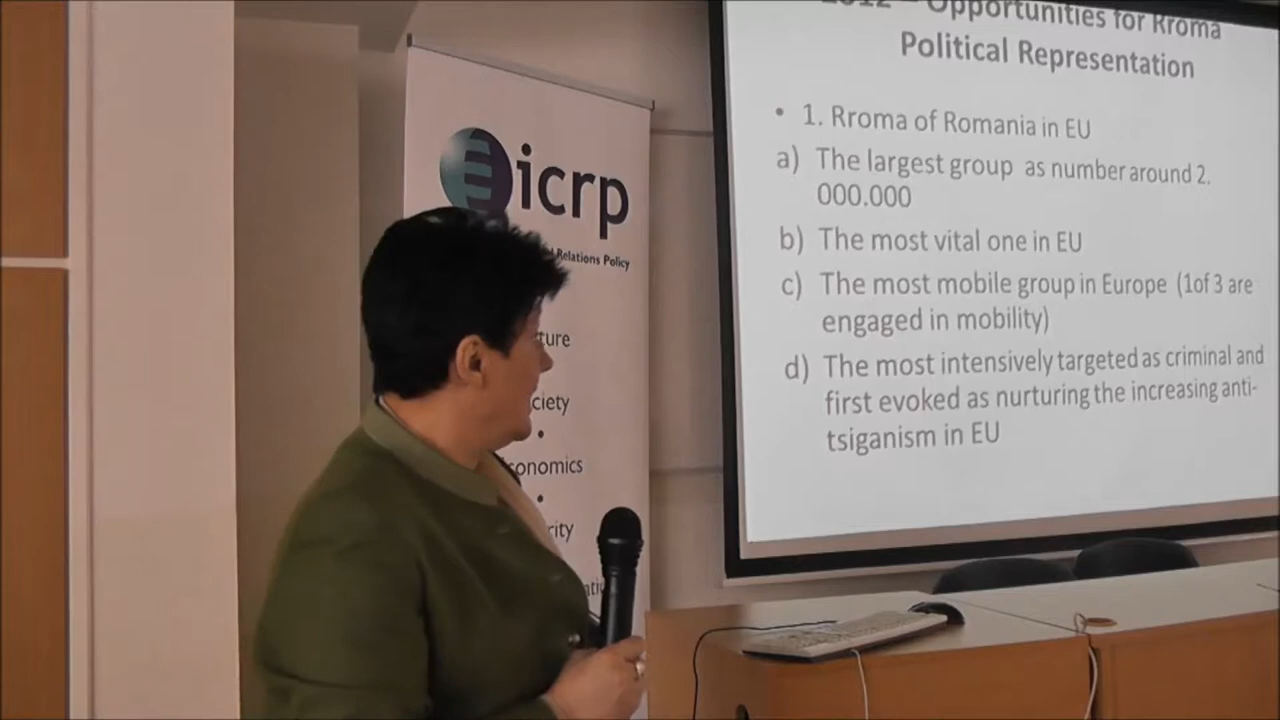 icrp
Relations Policy
ture
ciety
•
conomics
•
rity
2012 – Opportunities for Rroma
Political Representation
• 1. Rroma of Romania in EU
a) The largest group as number around 2.
000.000
b) The most vital one in EU
c) The most mobile group in Europe (1of 3 are
engaged in mobility)
d) The most intensively targeted as criminal and
first evoked as nurturing the increasing anti-
tsiganism in EU